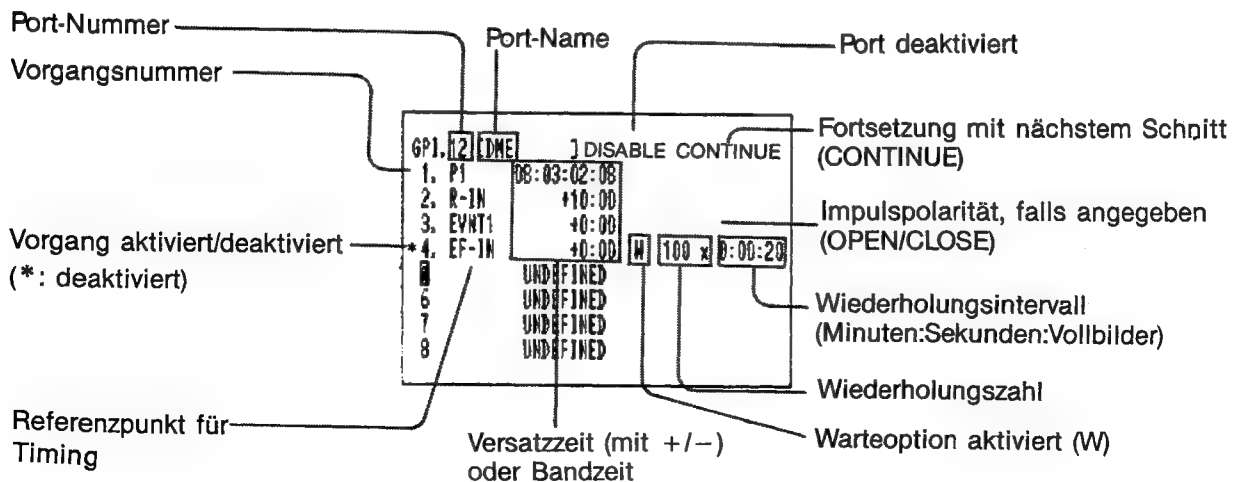 Port-Nummer
Port-Name
Port deaktiviert
Vorgangsnummer
Fortsetzung mit nächstem Schnitt
(CONTINUE)
GPI. 12 [DME ] DISABLE CONTINUE
1. P1 08:03:02:08
2. R-IN +10:00
3. EVNT1 +0:00
*4. EF-IN +0:00 W 100 x 0:00:20
UNDEFINED
6 UNDEFINED
7 UNDEFINED
8 UNDEFINED
Impulspolarität, falls angegeben
(OPEN/CLOSE)
Vorgang aktiviert/deaktiviert
(*: deaktiviert)
Wiederholungsintervall
(Minuten:Sekunden:Vollbilder)
Wiederholungszahl
Referenzpunkt für
Timing
Versatzzeit (mit +/−)
oder Bandzeit
Warteoption aktiviert (W)